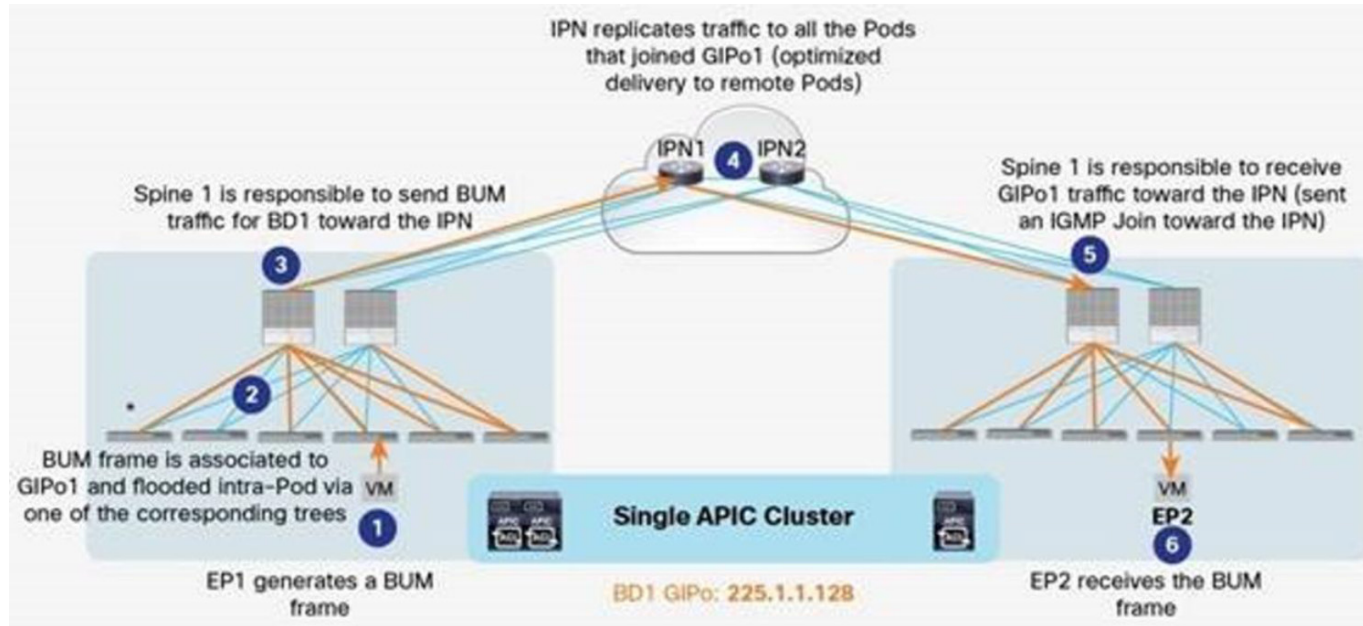 IPN replicates traffic to all the Pods
that joined GIPo1 (optimized
delivery to remote Pods)
IPN1
4
IPN2
Spine 1 is responsible to send BUM
traffic for BD1 toward the IPN
3
Spine 1 is responsible to receive
GIPo1 traffic toward the IPN (sent
an IGMP Join toward the IPN)
5
2
BUM frame is associated to
GIPo1 and flooded intra-Pod via
one of the corresponding trees
VM
1
EP1 generates a BUM
frame
APIC
APIC
Single APIC Cluster
APIC
BD1 GIPo: 225.1.1.128
VM
EP2
6
EP2 receives the BUM
frame